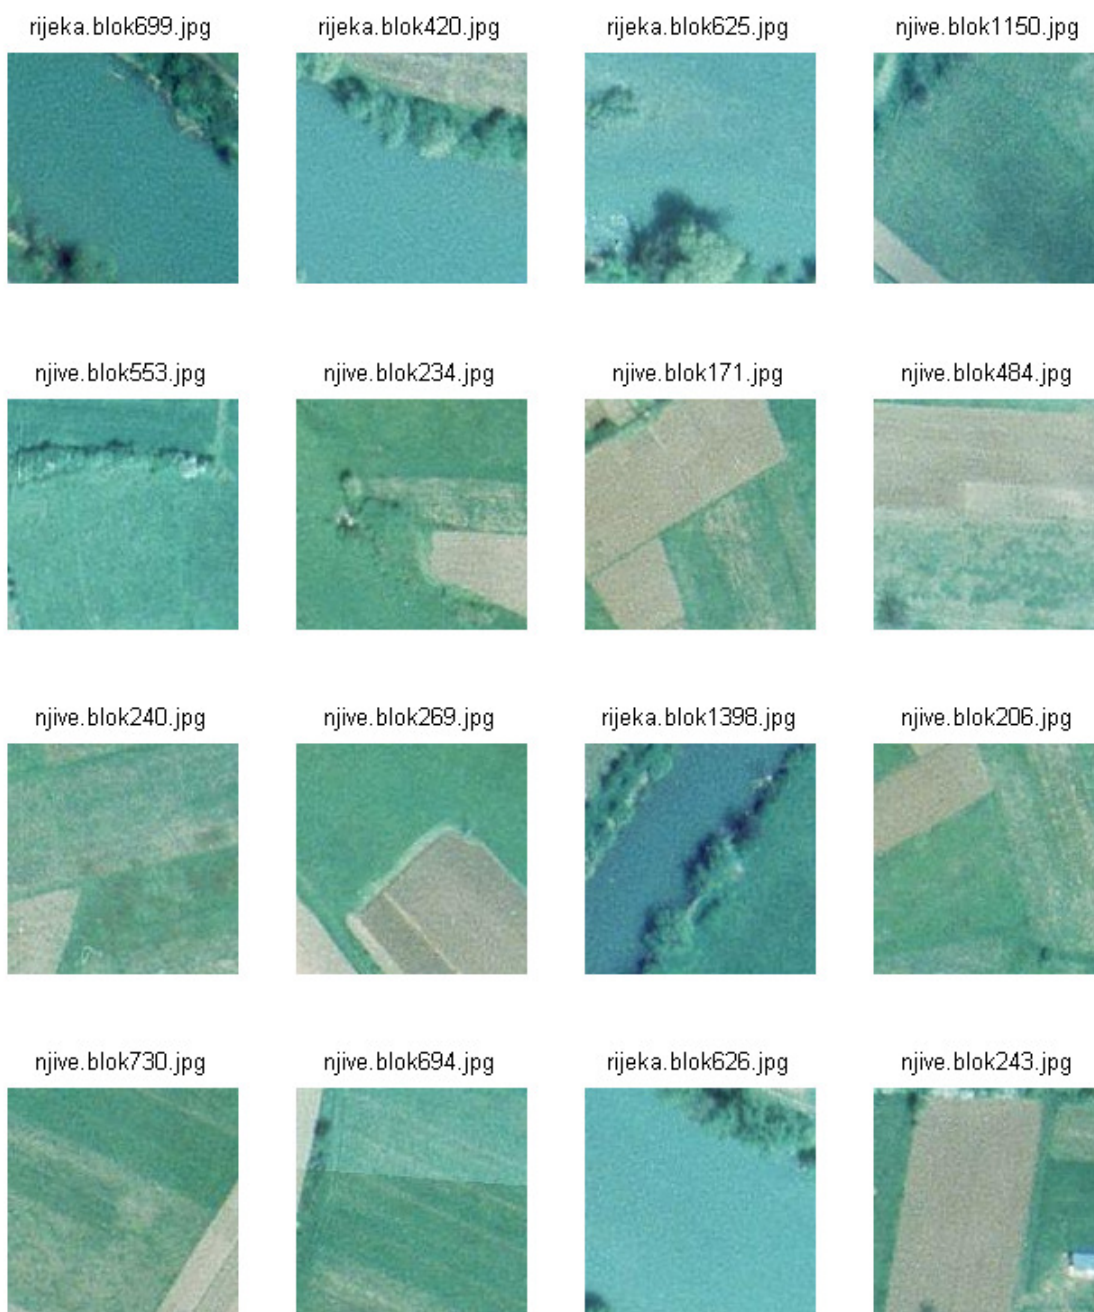 rijeka.blok699.jpg
rijeka.blok420.jpg
rijeka.blok625.jpg
njive.blok1150.jpg
njive.blok553.jpg
njive.blok234.jpg
njive.blok171.jpg
njive.blok484.jpg
njive.blok240.jpg
njive.blok269.jpg
rijeka.blok1398.jpg
njive.blok206.jpg
njive.blok730.jpg
njive.blok694.jpg
rijeka.blok626.jpg
njive.blok243.jpg